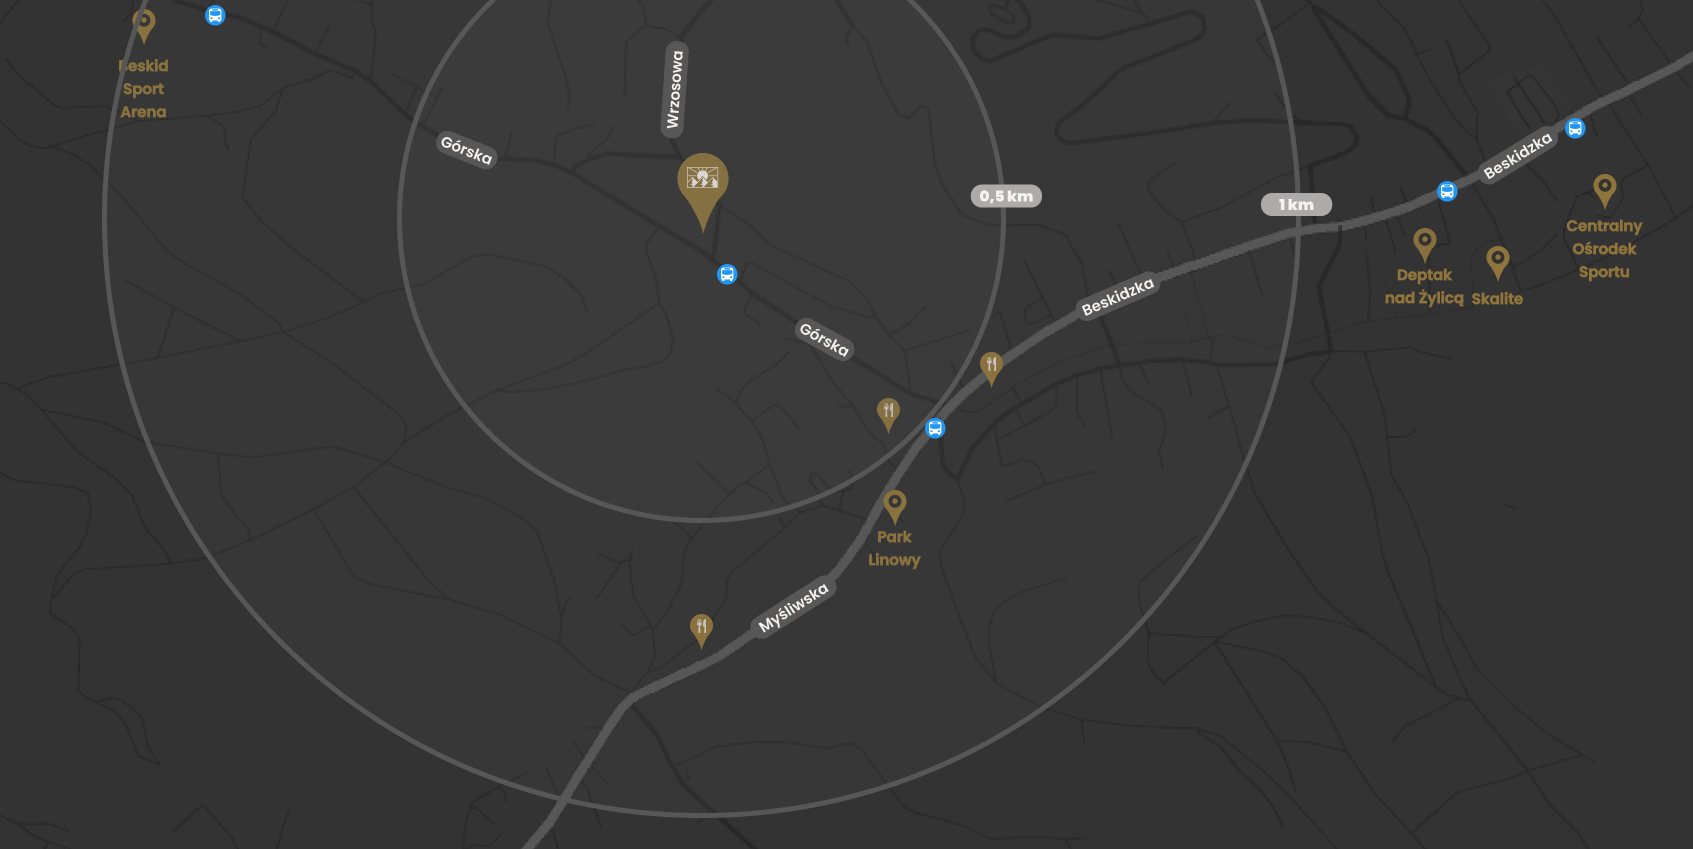 Beskid
Sport
Arena
Wrzosowa
Górska
0,5 km
1 km
Beskidzka
Centralny
Ośrodek
Sportu
Deptak
nad Żylicą
Skalite
Beskidzka
Górska
Park
Linowy
Myśliwska